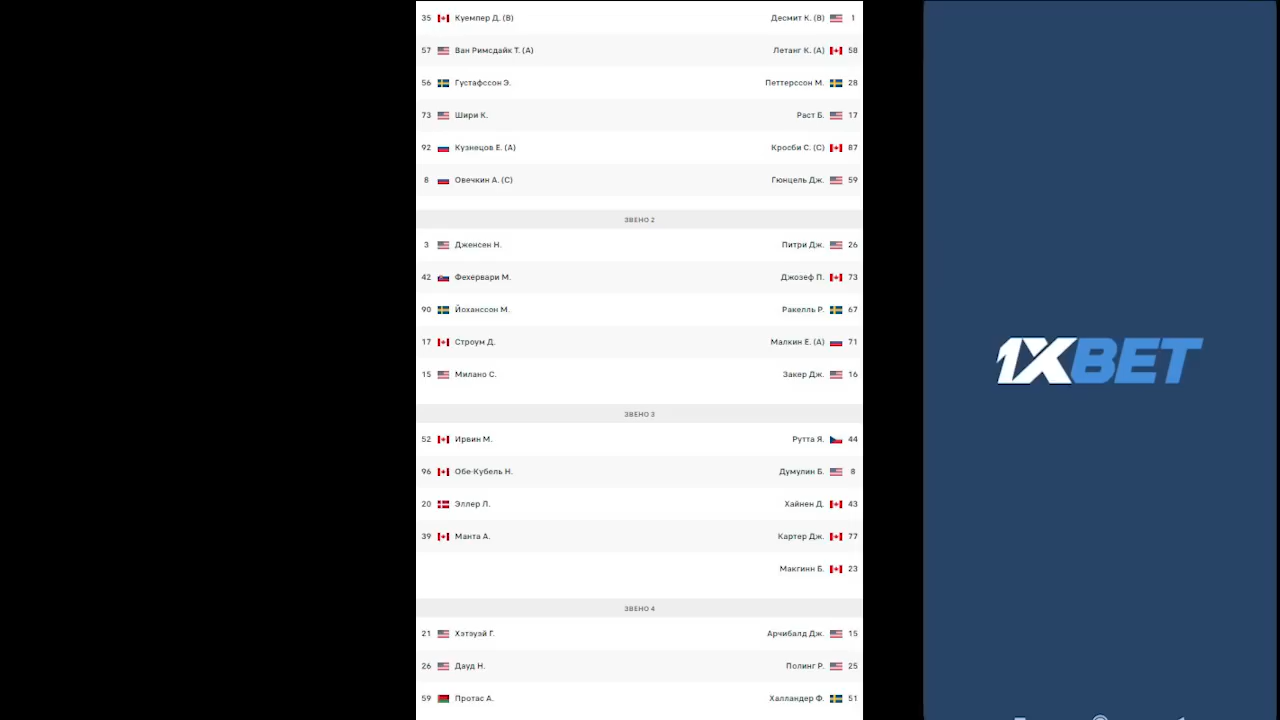 35 Куемпер Д. (В) Десмит К. (В) 1
57 Ван Римсдайк Т. (А) Летанг К. (А) 58
56 Густафссон Э. Петтерссон М. 28
73 Шири К. Раст Б. 17
92 Кузнецов Е. (А) Кросби С. (С) 87
8 Овечкин А. (С) Гюнцель Дж. 59
ЗВЕНО 2
3 Дженсен Н. Питри Дж. 26
42 Фехервари М. Джозеф П. 73
90 Йоханссон М. Ракелль Р. 67
17 Строум Д. Малкин Е. (А) 71
15 Милано С. Закер Дж. 16
ЗВЕНО 3
52 Ирвин М. Рутта Я. 44
96 Обе-Кубель Н. Думулин Б. 8
20 Эллер Л. Хайнен Д. 43
39 Манта А. Картер Дж. 77
Макгинн Б. 23
ЗВЕНО 4
21 Хэтэуэй Г. Арчибалд Дж. 15
26 Дауд Н. Полинг Р. 25
59 Протас А. Халландер Ф. 51
1XBET